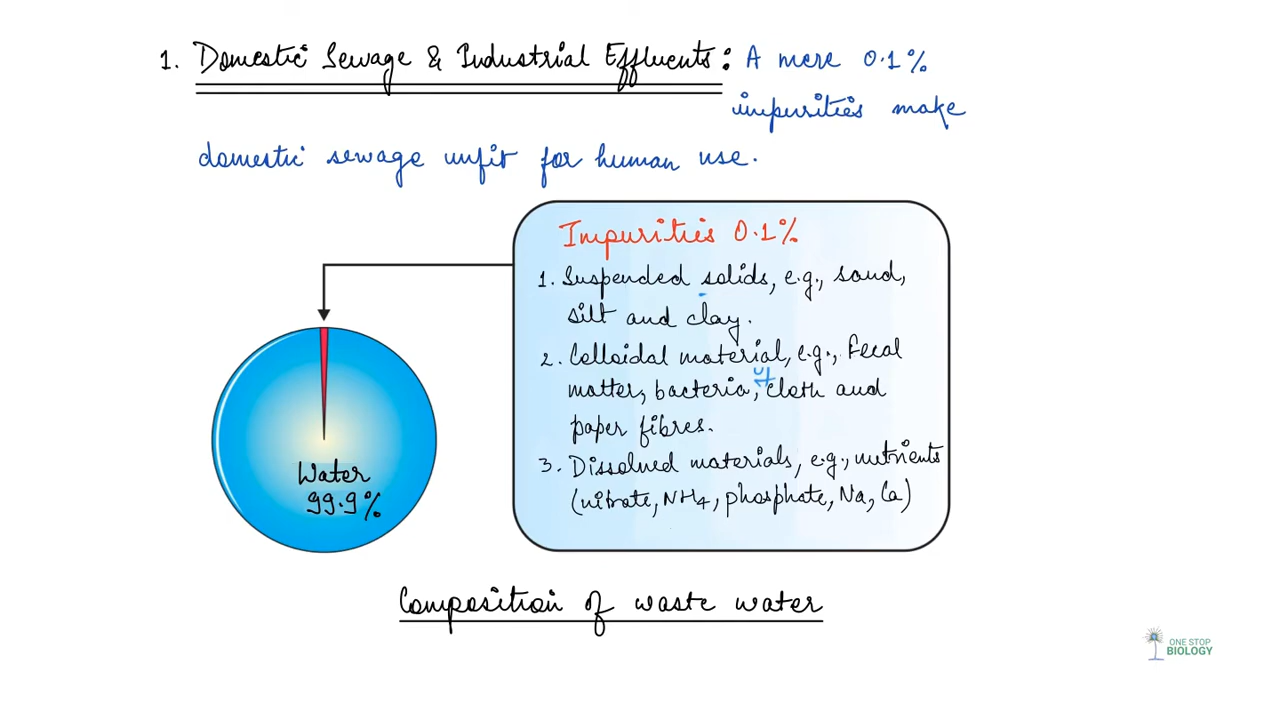 1. Domestic Sewage & Industrial Effluents: A mere 0.1%
impurities make
domestic sewage unfit for human use.
Impurities 0.1%
1. Suspended solids, e.g., sand,
silt and clay.
2. Colloidal material, e.g., Fecal
matter, bacteria, cloth and
paper fibres.
3. Dissolved materials, e.g., nutrients
(nitrate, NH4, phosphate, Na, Ca)
Water
99.9%
Composition of waste water
ONE STOP
BIOLOGY